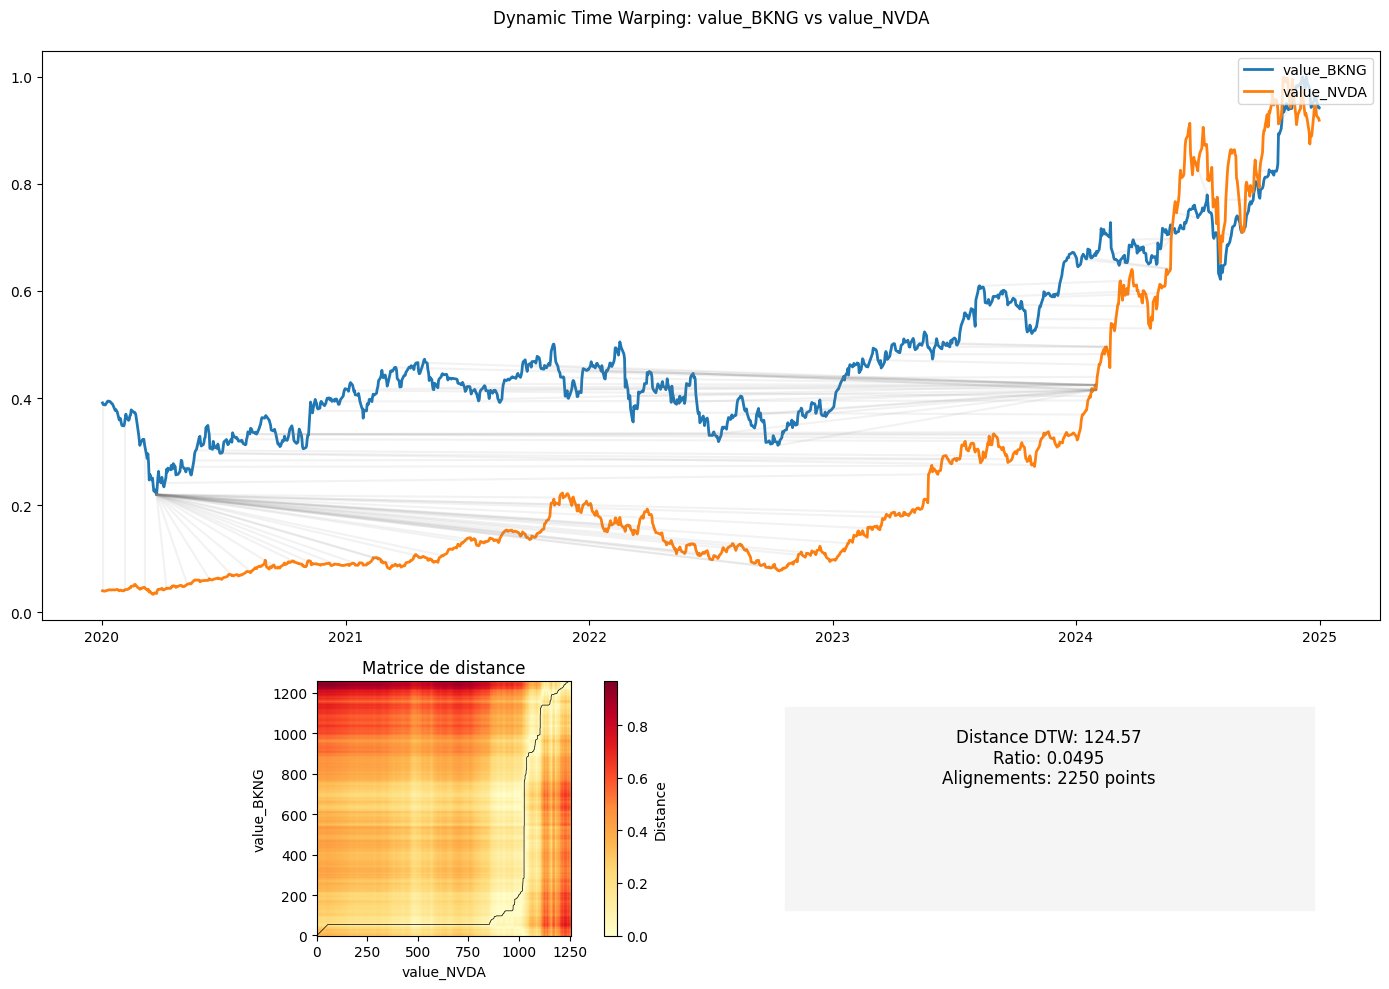 Dynamic Time Warping: value_BKNG vs value_NVDA
1.0
0.8
0.6
0.4
0.2
0.0
value_BKNG
value_NVDA
2020 2021 2022 2023 2024 2025
Matrice de distance
1200
1000
800
600
400
200
0
value_BKNG
0 250 500 750 1000 1250
value_NVDA
0.8
0.6
0.4
0.2
0.0
Distance
Distance DTW: 124.57
Ratio: 0.0495
Alignements: 2250 points